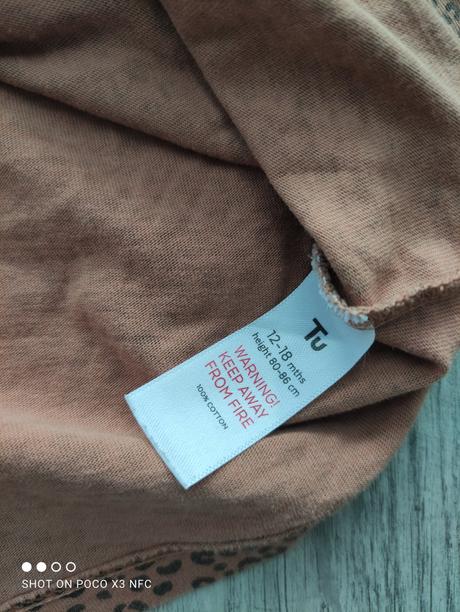 Tu
12-18 mths
height 80-86 cm
WARNING!
KEEP AWAY
FROM FIRE
100% COTTON
SHOT ON POCO X3 NFC